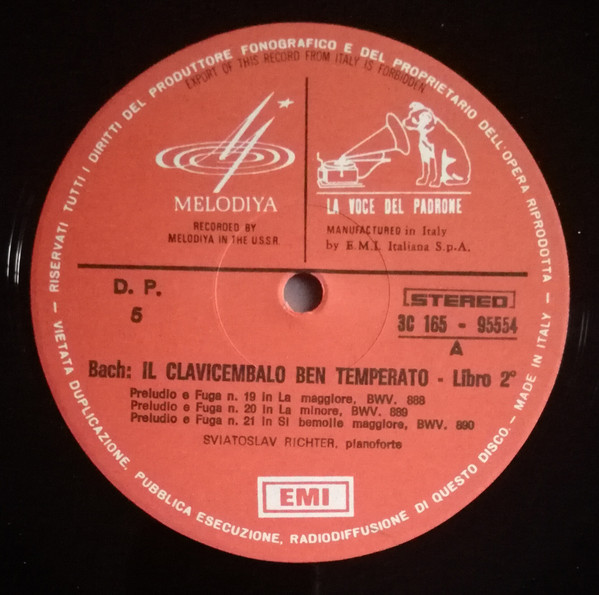 RISERVATI TUTTI I DIRITTI DEL PRODUTTORE FONOGRAFICO E DEL PROPRIETARIO DELL'OPERA RIPRODOTTA — MADE IN ITALY — VIETATA DUPLICAZIONE, PUBBLICA ESECUZIONE, RADIODIFFUSIONE DI QUESTO DISCO.—
EXPORT OF THIS RECORD FROM ITALY IS FORBIDDEN
MELODIYA
RECORDED BY
MELODIYA IN THE U.S.S.R.
LA VOCE DEL PADRONE
MANUFACTURED in Italy
by E.M.I. Italiana S.p.A.
D. P.
5
STEREO
3C 165 - 95554
A
Bach: IL CLAVICEMBALO BEN TEMPERATO - Libro 2°
Preludio e Fuga n. 19 in La maggiore, BWV. 888
Preludio e Fuga n. 20 in La minore, BWV. 889
Preludio e Fuga n. 21 in Si bemolle maggiore, BWV. 890
SVIATOSLAV RICHTER, pianoforte
EMI